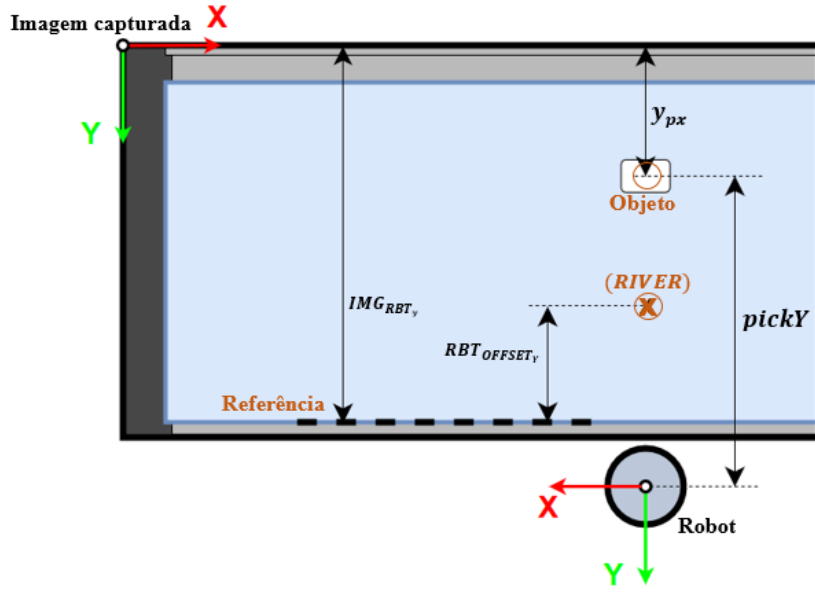 Imagem capturada
X
Y
y_px
Objeto
(RIVER)
X
IMG_RBT_y
pickY
RBT_OFFSET_Y
Referência
X
Robot
Y